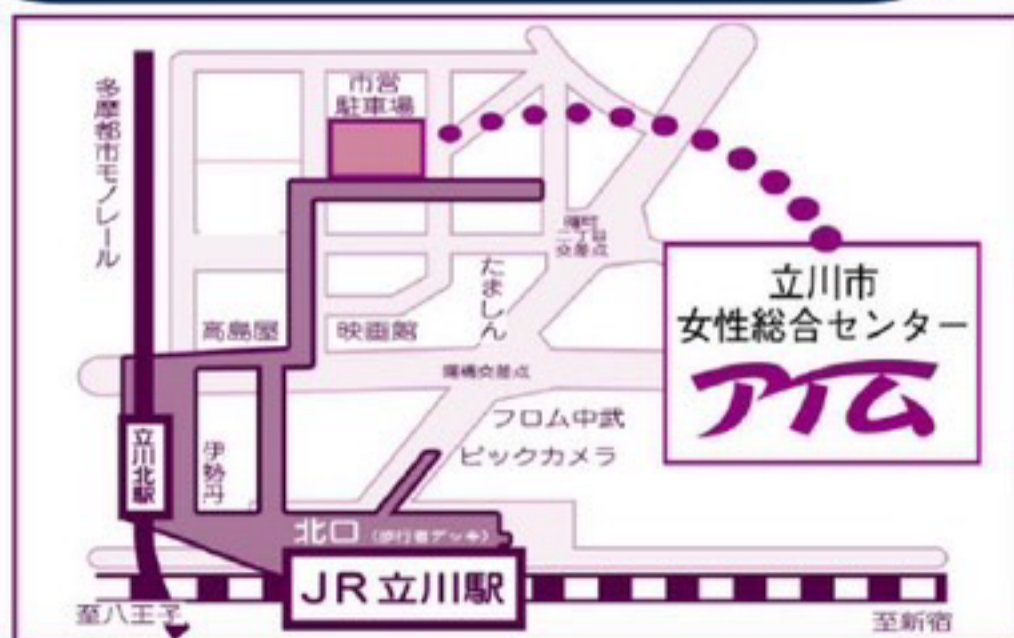 多摩都市モノレール
市営
駐車場
曙町
二丁目
交差点
たましん
立川市
女性総合センター
アイム
高島屋
映画館
曙橋交差点
フロム中武
ビックカメラ
立川北駅
伊勢丹
北口（歩行者デッキ）
JR立川駅
至八王子
至新宿